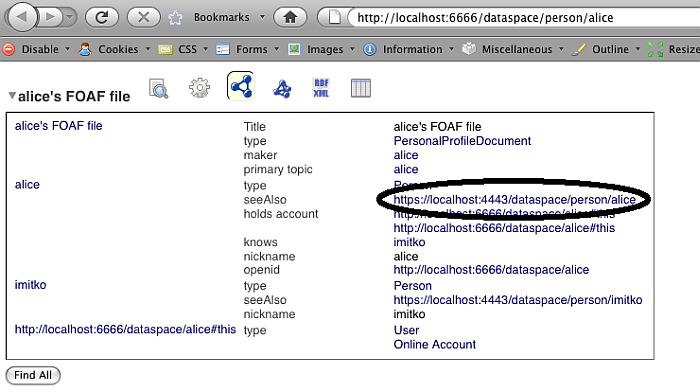 Bookmarks http://localhost:6666/dataspace/person/alice
Disable Cookies CSS Forms Images Information Miscellaneous Outline Resize
alice's FOAF file RDF XML
alice's FOAF file Title alice's FOAF file
type PersonalProfileDocument
maker alice
primary topic alice
alice type Person
seeAlso https://localhost:4443/dataspace/person/alice
holds account http://localhost:6666/dataspace/alice#this
http://localhost:6666/dataspace/alice#this
knows imitko
nickname alice
openid http://localhost:6666/dataspace/alice
imitko type Person
seeAlso https://localhost:4443/dataspace/person/imitko
nickname imitko
http://localhost:6666/dataspace/alice#this type User
Online Account
Find All